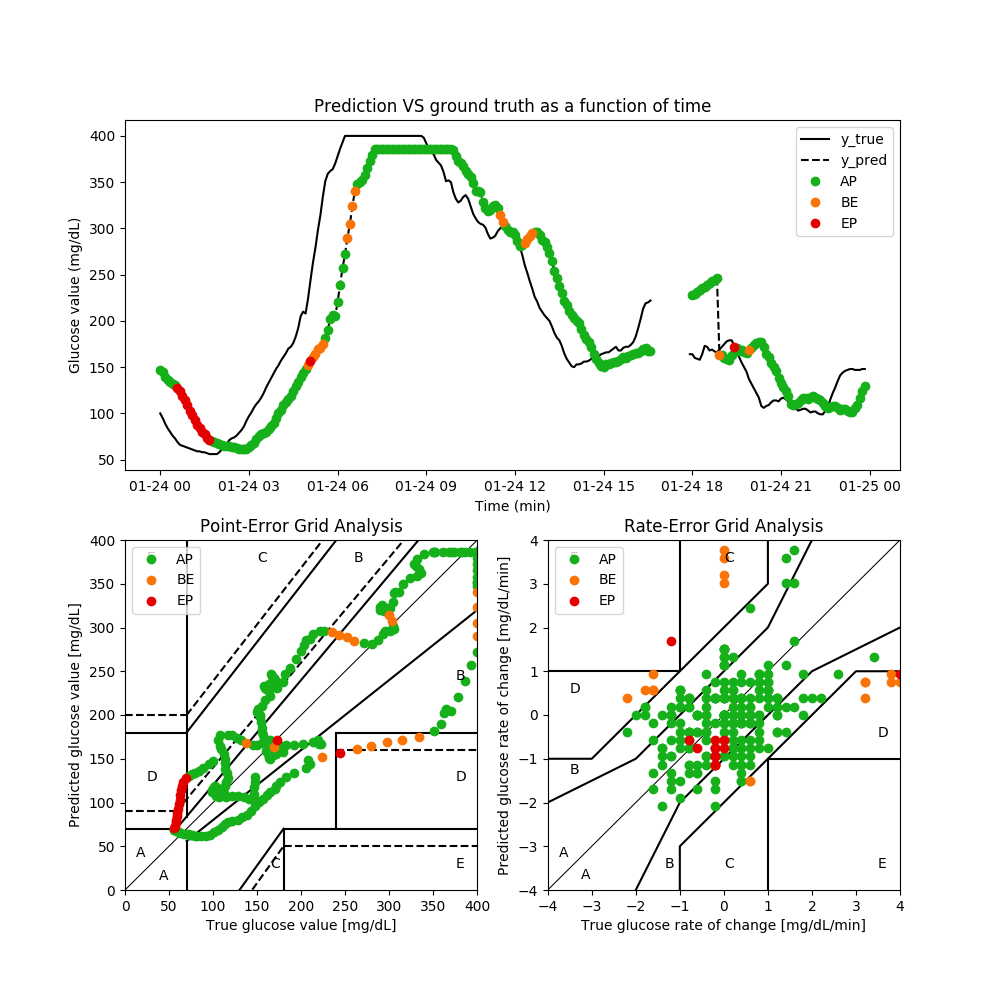 Prediction VS ground truth as a function of time
Glucose value (mg/dL)
400
350
300
250
200
150
100
50
y_true
y_pred
AP
BE
EP
01-24 00 01-24 03 01-24 06 01-24 09 01-24 12 01-24 15 01-24 18 01-24 21 01-25 00
Time (min)
Point-Error Grid Analysis
Predicted glucose value [mg/dL]
400
350
300
250
200
150
100
50
0
AP
BE
EP
C
B
B
D
D
A
A
C
E
0 50 100 150 200 250 300 350 400
True glucose value [mg/dL]
Rate-Error Grid Analysis
Predicted glucose rate of change [mg/dL/min]
4
3
2
1
0
−1
−2
−3
−4
AP
BE
EP
C
D
D
B
A
A
B
C
E
−4 −3 −2 −1 0 1 2 3 4
True glucose rate of change [mg/dL/min]